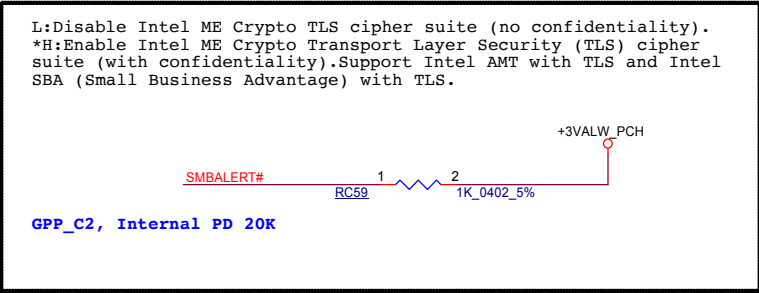 L:Disable Intel ME Crypto TLS cipher suite (no confidentiality).
*H:Enable Intel ME Crypto Transport Layer Security (TLS) cipher
suite (with confidentiality).Support Intel AMT with TLS and Intel
SBA (Small Business Advantage) with TLS.
+3VALW_PCH
SMBALERT# 1 2
RC59 1K_0402_5%
GPP_C2, Internal PD 20K